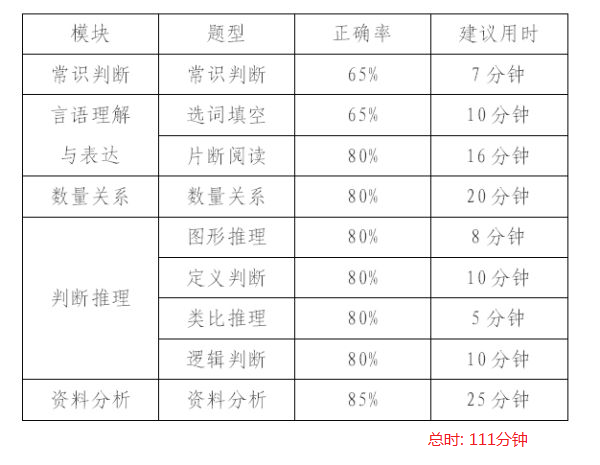 模块 题型 正确率 建议用时
常识判断 常识判断 65% 7分钟
言语理解 选词填空 65% 10分钟
与表达 片断阅读 80% 16分钟
数量关系 数量关系 80% 20分钟
图形推理 80% 8分钟
定义判断 80% 10分钟
判断推理
类比推理 80% 5分钟
逻辑判断 80% 10分钟
资料分析 资料分析 85% 25分钟
总时: 111分钟